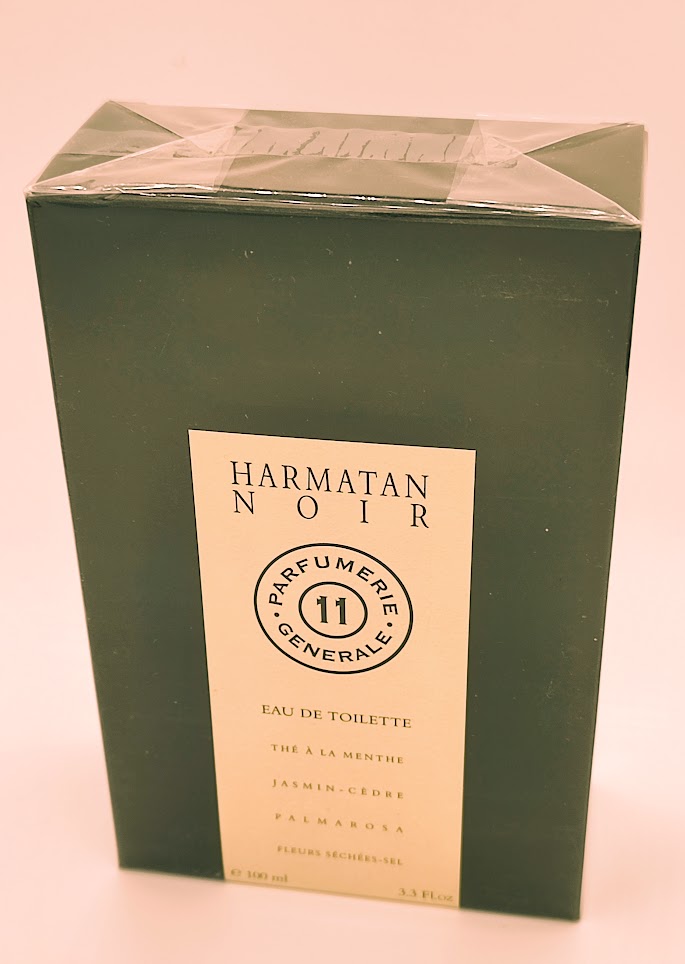 HARMATAN
NOIR
PARFUMERIE
11
GENERALE
EAU DE TOILETTE
THÉ À LA MENTHE
JASMIN-CÈDRE
PALMAROSA
FLEURS SÉCHÉES-SEL
℮ 100 ml
3.3 Fl.oz